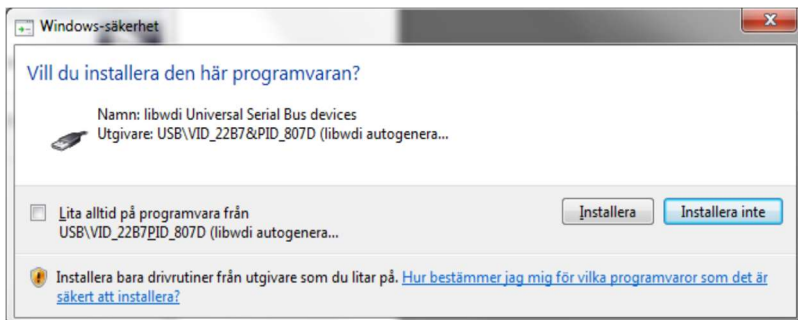 Windows-säkerhet
Vill du installera den här programvaran?
Namn: libwdi Universal Serial Bus devices
Utgivare: USB\VID_22B7&PID_807D (libwdi autogenera...
Lita alltid på programvara från
USB\VID_22B7PID_807D (libwdi autogenera...
Installera
Installera inte
Installera bara drivrutiner från utgivare som du litar på. Hur bestämmer jag mig för vilka programvaror som det är
säkert att installera?